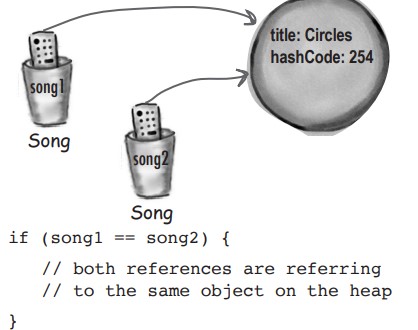 title: Circles
hashCode: 254
song1
Song
song2
Song
if (song1 == song2) {
// both references are referring
// to the same object on the heap
}